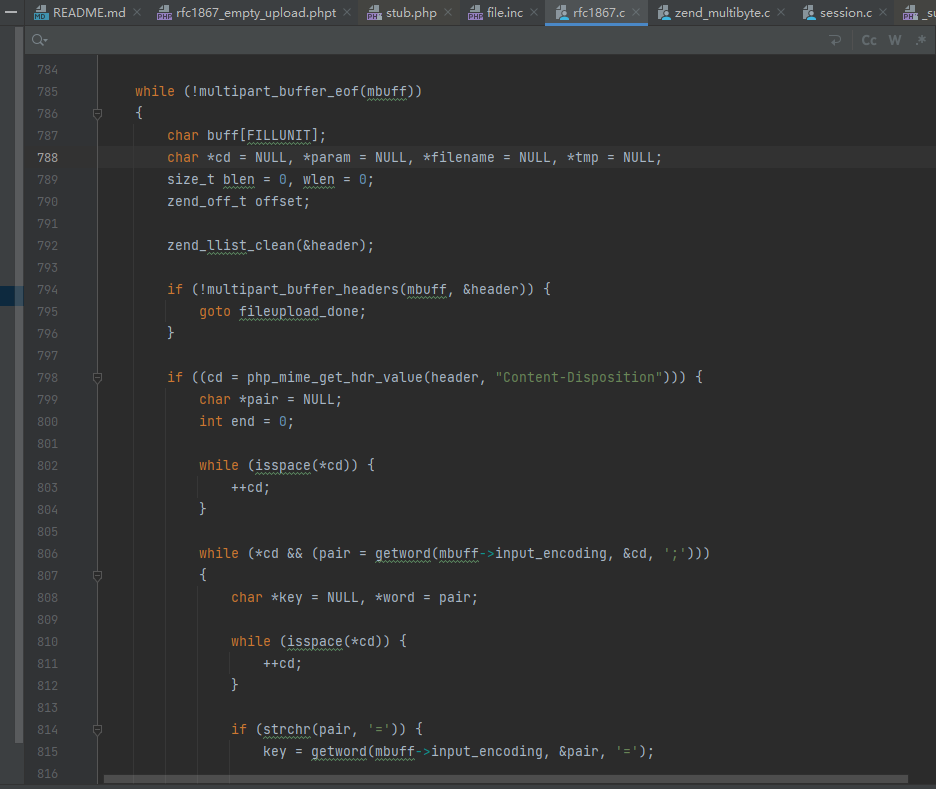 README.md rfc1867_empty_upload.phpt stub.php file.inc rfc1867.c zend_multibyte.c session.c
Cc W .*
784
785 while (!multipart_buffer_eof(mbuff))
786 {
787 char buff[FILLUNIT];
788 char *cd = NULL, *param = NULL, *filename = NULL, *tmp = NULL;
789 size_t blen = 0, wlen = 0;
790 zend_off_t offset;
791
792 zend_llist_clean(&header);
793
794 if (!multipart_buffer_headers(mbuff, &header)) {
795 goto fileupload_done;
796 }
797
798 if ((cd = php_mime_get_hdr_value(header, "Content-Disposition"))) {
799 char *pair = NULL;
800 int end = 0;
801
802 while (isspace(*cd)) {
803 ++cd;
804 }
805
806 while (*cd && (pair = getword(mbuff->input_encoding, &cd, ';')))
807 {
808 char *key = NULL, *word = pair;
809
810 while (isspace(*cd)) {
811 ++cd;
812 }
813
814 if (strchr(pair, '=')) {
815 key = getword(mbuff->input_encoding, &pair, '=');
816